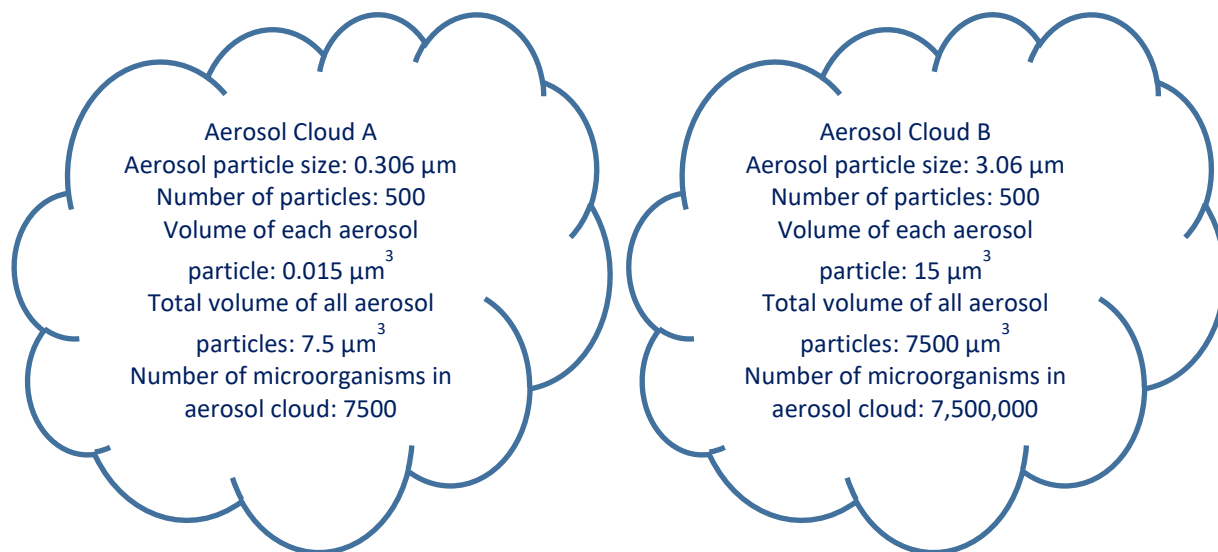 Aerosol Cloud A
Aerosol particle size: 0.306 µm
Number of particles: 500
Volume of each aerosol
particle: 0.015 µm³
Total volume of all aerosol
particles: 7.5 µm³
Number of microorganisms in
aerosol cloud: 7500
Aerosol Cloud B
Aerosol particle size: 3.06 µm
Number of particles: 500
Volume of each aerosol
particle: 15 µm³
Total volume of all aerosol
particles: 7500 µm³
Number of microorganisms in
aerosol cloud: 7,500,000